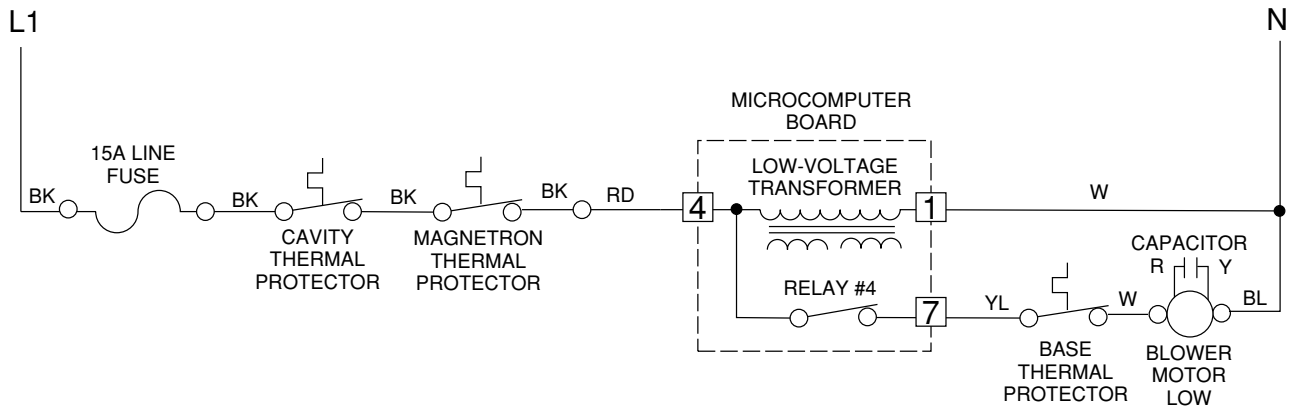 L1
N
MICROCOMPUTER
BOARD
15A LINE
FUSE
LOW-VOLTAGE
TRANSFORMER
BK
BK
BK
BK
RD
4
1
W
CAVITY
THERMAL
PROTECTOR
MAGNETRON
THERMAL
PROTECTOR
CAPACITOR
R
Y
RELAY #4
7
YL
W
BL
BASE
THERMAL
PROTECTOR
BLOWER
MOTOR
LOW